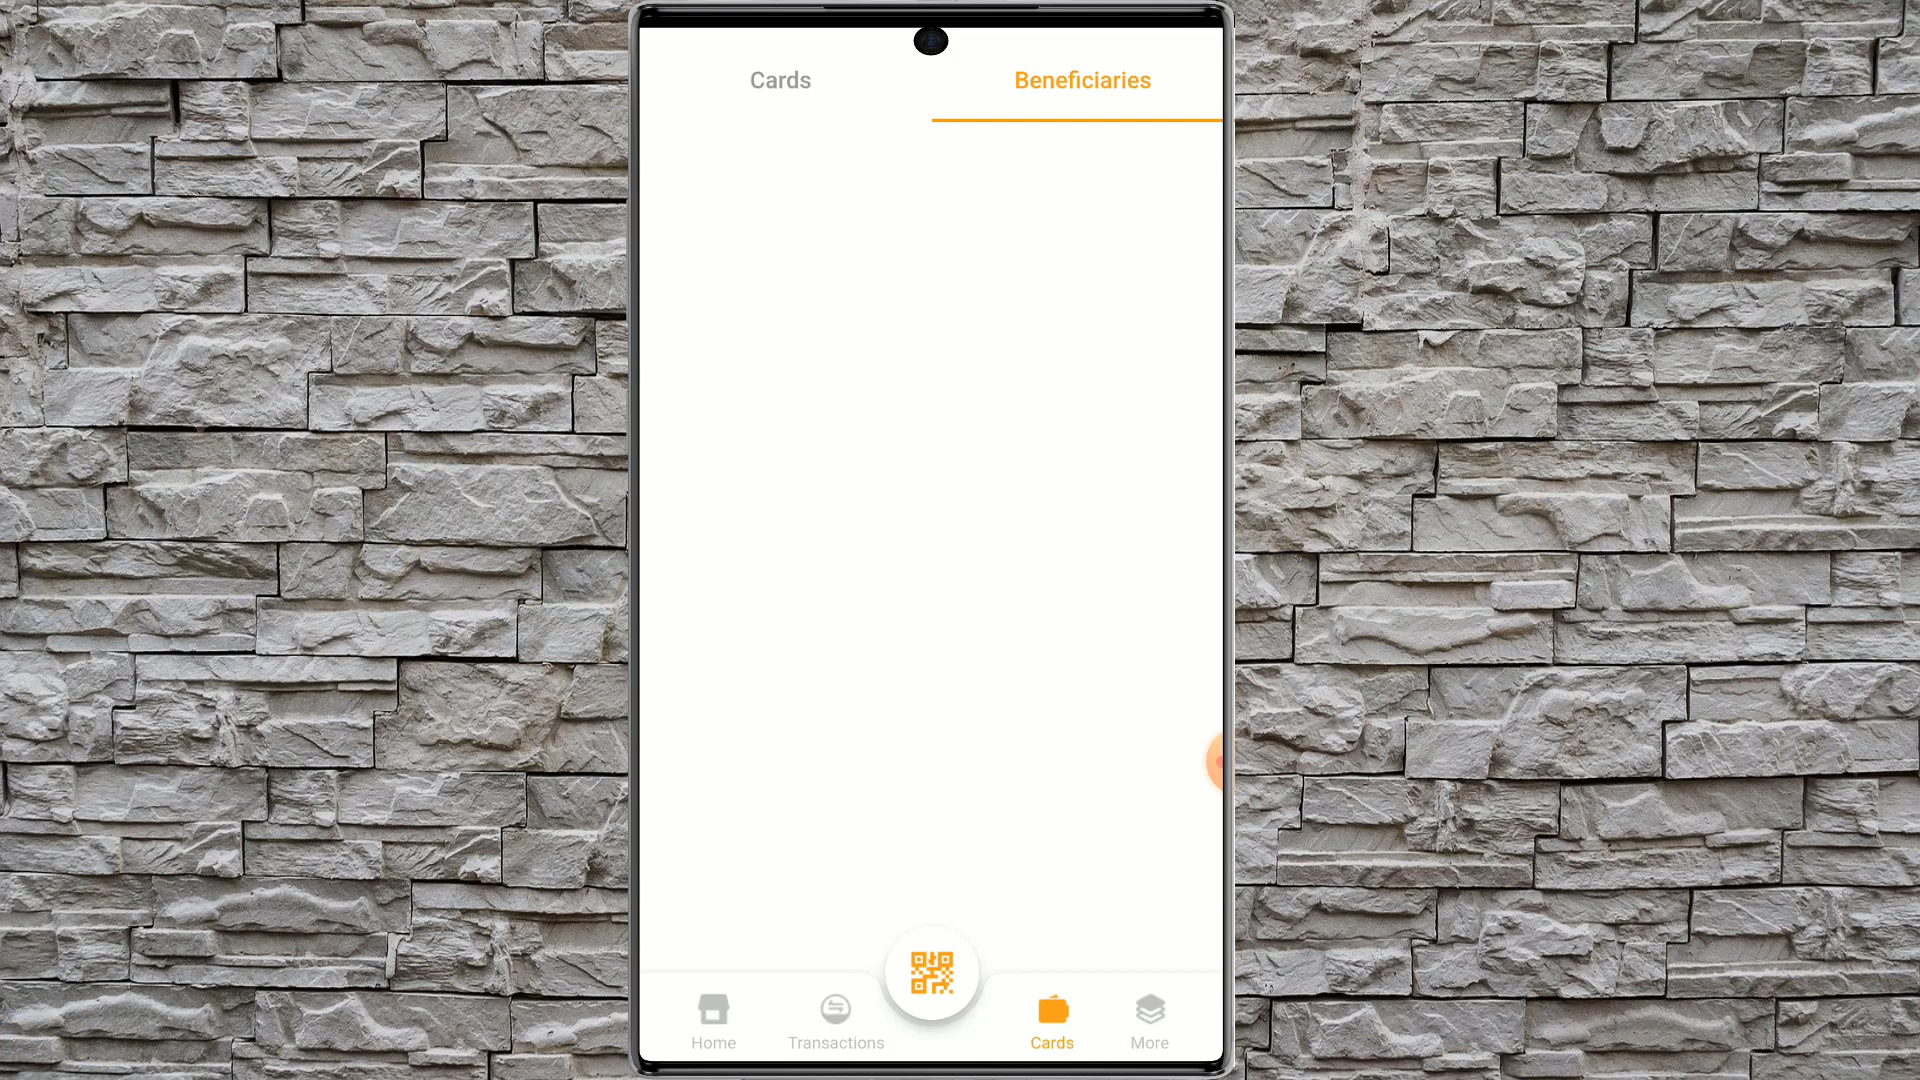 Cards
Beneficiaries
Home
Transactions
Cards
More